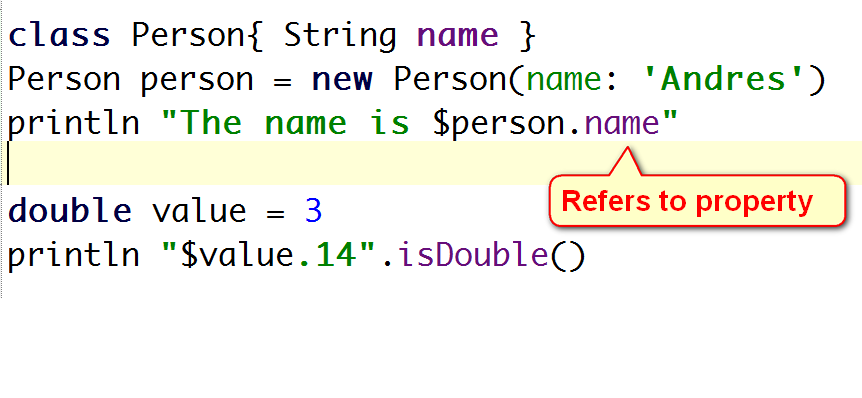 class Person{ String name }
Person person = new Person(name: 'Andres')
println "The name is $person.name"
Refers to property
double value = 3
println "$value.14".isDouble()